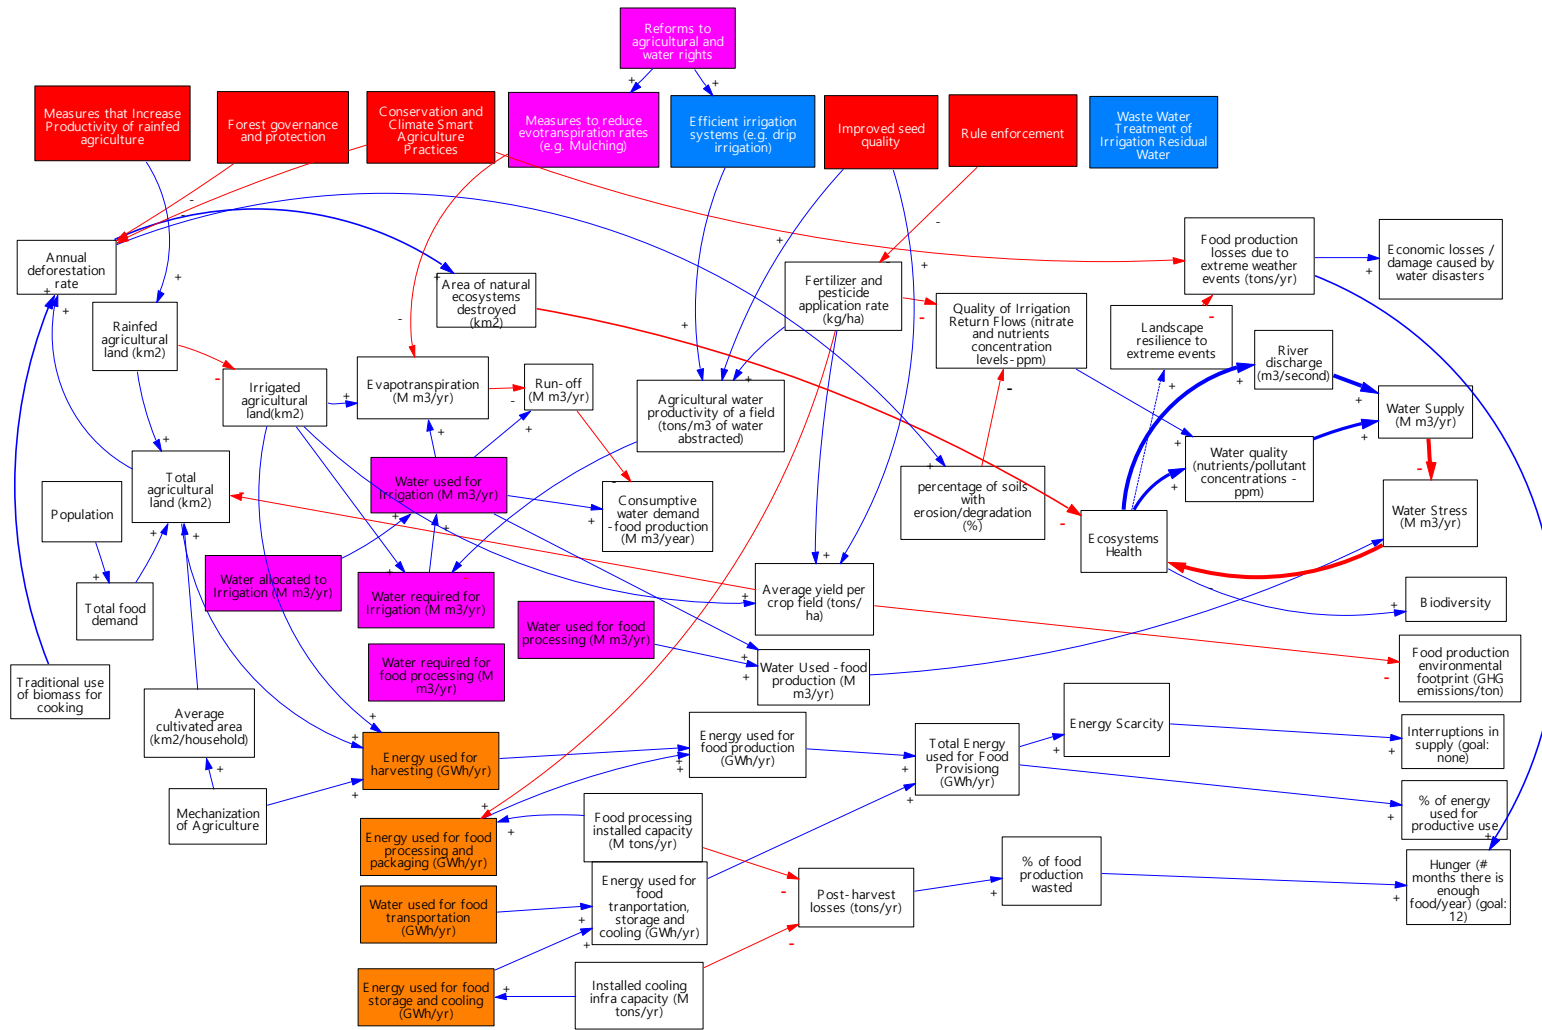 Reforms to
agricultural and
water rights
Measures that Increase
Productivity of rainfed
agriculture
Forest governance
and protection
Conservation and
Climate Smart
Agriculture
Practices
Measures to reduce
evotranspiration rates
(e.g. Mulching)
Efficient irrigation
systems (e.g. drip
irrigation)
Improved seed
quality
Rule enforcement
Waste Water
Treatment of
Irrigation Residual
Water
Annual
deforestation
rate
Area of natural
ecosystems
destroyed
(km2)
Fertilizer and
pesticide
application rate
(kg/ha)
Food production
losses due to
extreme weather
events (tons/yr)
Economic losses /
damage caused by
water disasters
Rainfed
agricultural
land (km2)
Quality of Irrigation
Return Flows (nitrate
and nutrients
concentration
levels-ppm)
Landscape
resilience to
extreme events
River
discharge
(m3/second)
Irrigated
agricultural
land(km2)
Evapotranspiration
(M m3/yr)
Run-off
(M m3/yr)
Agricultural water
productivity of a field
(tons/m3 of water
abstracted)
Water Supply
(M m3/yr)
Water quality
(nutrients/pollutant
concentrations -
ppm)
Total
agricultural
land (km2)
Water used for
Irrigation (M m3/yr)
Consumptive
water demand
-food production
(M m3/year)
percentage of soils
with
erosion/degradation
(%)
Population
Water Stress
(M m3/yr)
Ecosystems
Health
Total food
demand
Water allocated to
Irrigation (M m3/yr)
Water required for
Irrigation (M m3/yr)
Average yield per
crop field (tons/
ha)
Biodiversity
Water used for food
processing (M m3/yr)
Water required for
food processing (M
m3/yr)
Water Used -food
production (M
m3/yr)
Food production
environmental
footprint (GHG
emissions/ton)
Traditional use
of biomass for
cooking
Average
cultivated area
(km2/household)
Energy used for
harvesting (GWh/yr)
Energy used for
food production
(GWh/yr)
Total Energy
used for Food
Provisiong
(GWh/yr)
Energy Scarcity
Interruptions in
supply (goal:
none)
Mechanization
of Agriculture
Energy used for food
processing and
packaging (GWh/yr)
Food processing
installed capacity
(M tons/yr)
% of energy
used for
productive use
Water used for food
transportation
(GWh/yr)
Energy used for
food
tranportation,
storage and
cooling (GWh/yr)
Post-harvest
losses (tons/yr)
% of food
production
wasted
Hunger (#
months there is
enough
food/year) (goal:
12)
Energy used for food
storage and cooling
(GWh/yr)
Installed cooling
infra capacity (M
tons/yr)